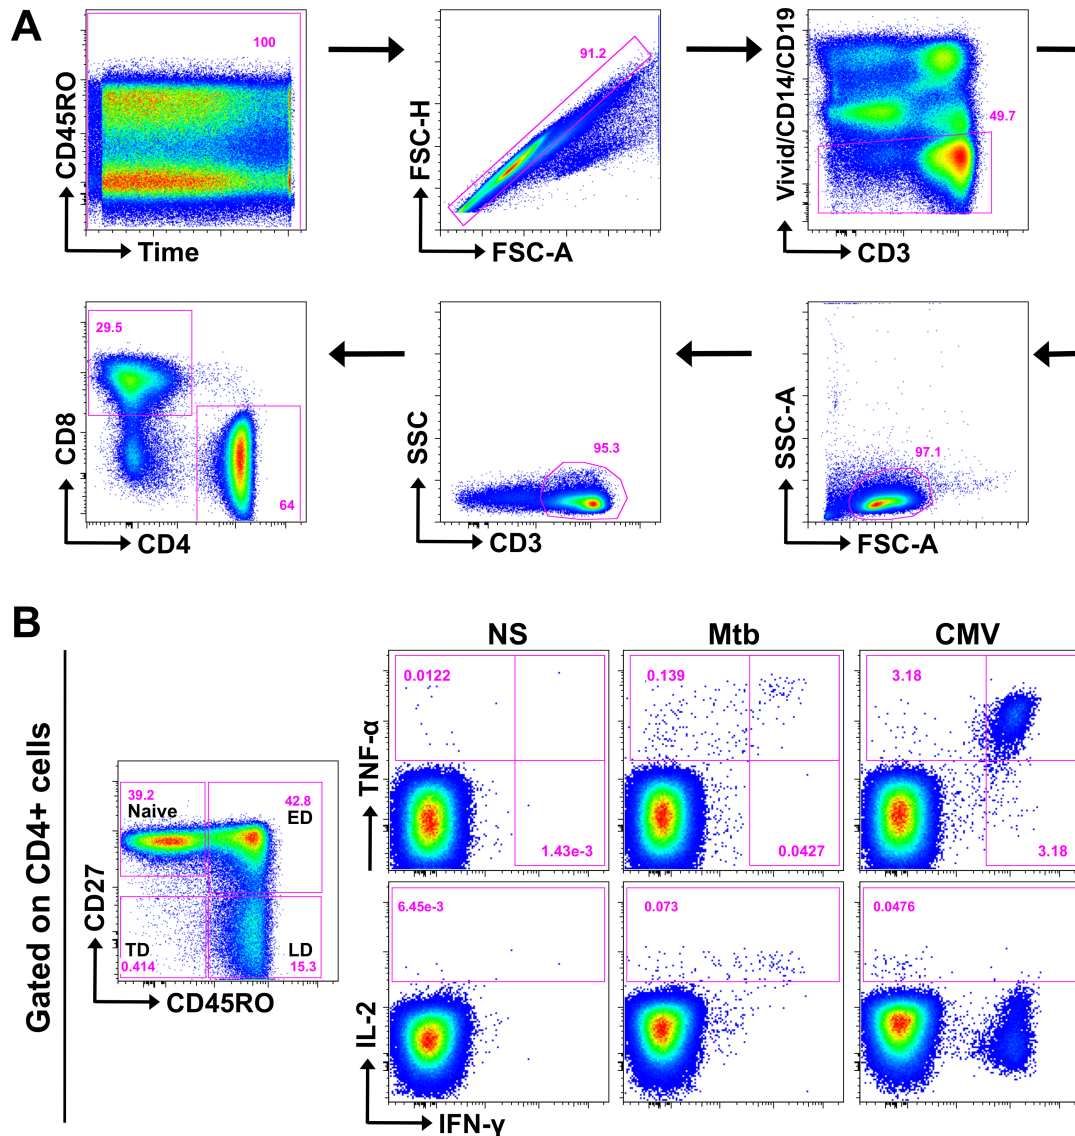 A
CD45RO
100
Time
FSC-H
91.2
FSC-A
Vivid/CD14/CD19
49.7
CD3
CD8
29.5
64
CD4
SSC
95.3
CD3
SSC-A
97.1
FSC-A
B
Gated on CD4+ cells
NS
Mtb
CMV
CD27
39.2
Naive
42.8
ED
TD
0.414
LD
15.3
CD45RO
TNF-α
0.0122
1.43e-3
0.139
0.0427
3.18
3.18
IL-2
6.45e-3
0.073
0.0476
IFN-γ